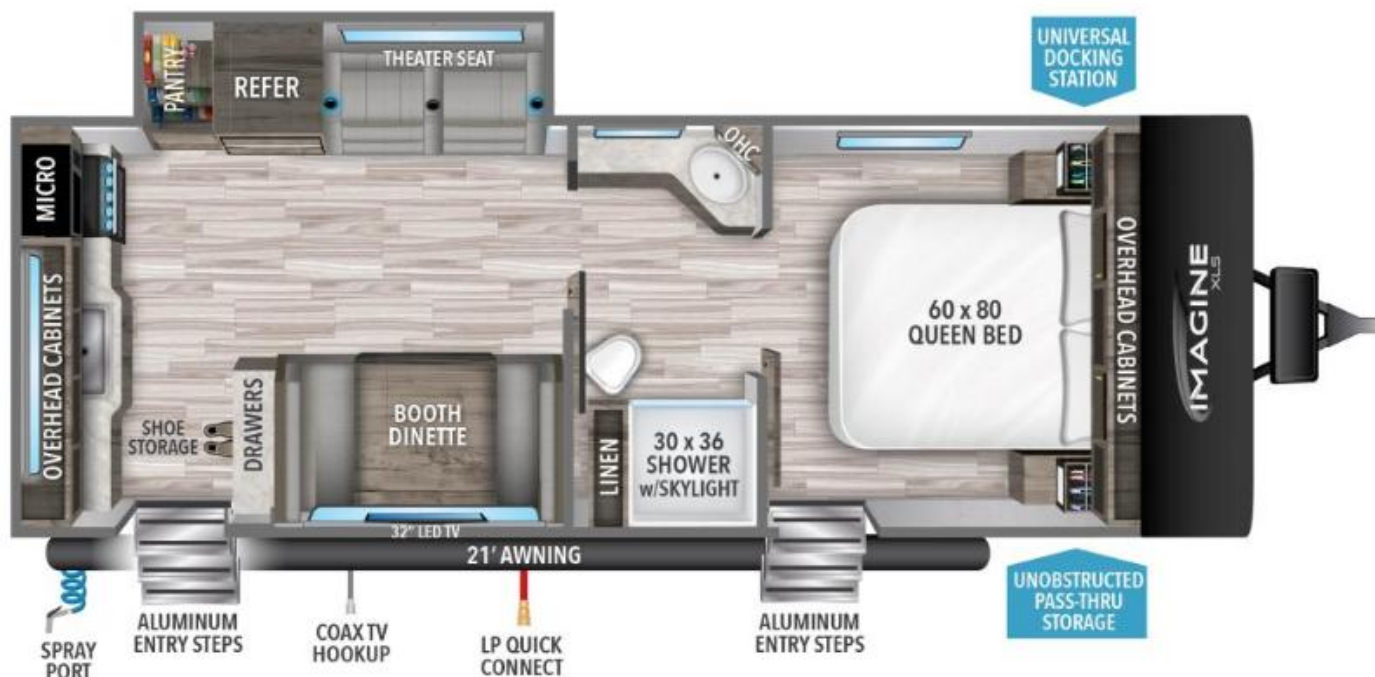 UNIVERSAL
DOCKING
STATION
PANTRY
REFER
THEATER SEAT
OHC
MICRO
OVERHEAD CABINETS
60 x 80
QUEEN BED
OVERHEAD CABINETS
IMAGINE
XLS
SHOE
STORAGE
DRAWERS
BOOTH
DINETTE
LINEN
30 x 36
SHOWER
w/SKYLIGHT
32" LED TV
21' AWNING
SPRAY
PORT
ALUMINUM
ENTRY STEPS
COAX TV
HOOKUP
LP QUICK
CONNECT
ALUMINUM
ENTRY STEPS
UNOBSTRUCTED
PASS-THRU
STORAGE